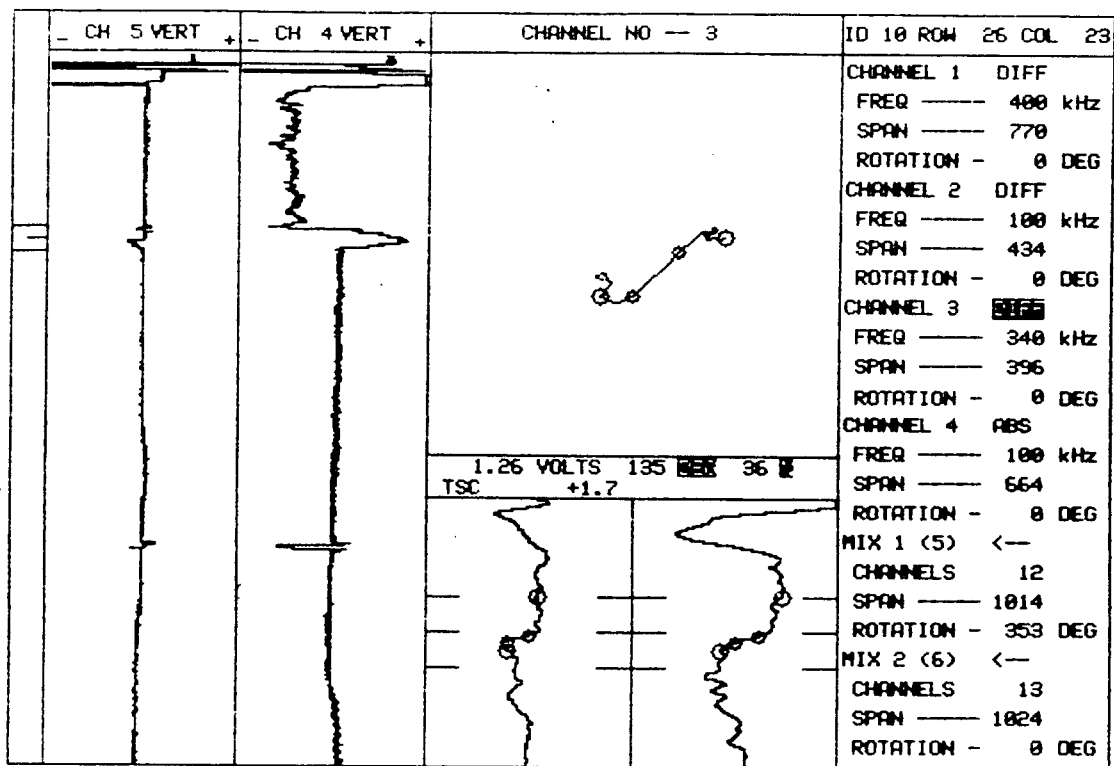 _ CH 5 VERT +
_ CH 4 VERT +
CHANNEL NO -- 3
ID 10 ROW 26 COL 23
CHANNEL 1 DIFF
FREQ ----- 400 kHz
SPAN ----- 770
ROTATION - 0 DEG
CHANNEL 2 DIFF
FREQ ----- 100 kHz
SPAN ----- 434
ROTATION - 0 DEG
CHANNEL 3 DIFF
FREQ ----- 340 kHz
SPAN ----- 396
ROTATION - 0 DEG
CHANNEL 4 ABS
FREQ ----- 100 kHz
SPAN ----- 664
ROTATION - 0 DEG
MIX 1 (5) <--
CHANNELS 12
SPAN ----- 1014
ROTATION - 353 DEG
MIX 2 (6) <--
CHANNELS 13
SPAN ----- 1024
ROTATION - 0 DEG
1.26 VOLTS 135 DEG 36
TSC +1.7